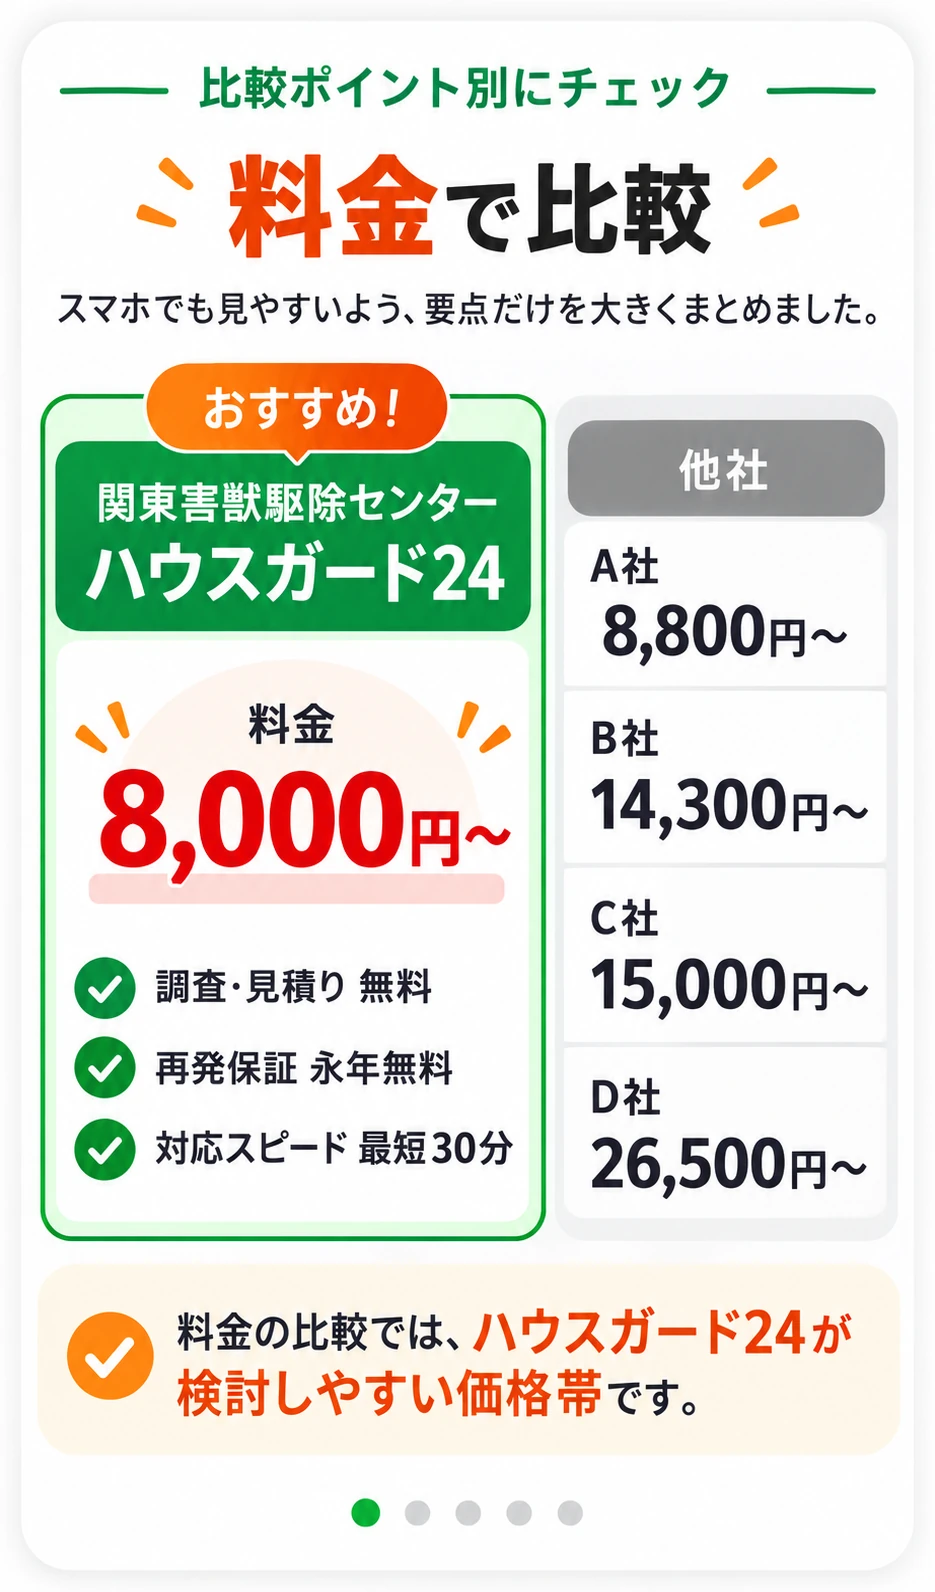 比較ポイント別にチェック
料金で比較
スマホでも見やすいよう、要点だけを大きくまとめました。
おすすめ！
関東害獣駆除センター
ハウスガード24
料金
8,000円～
調査・見積り 無料
再発保証 永年無料
対応スピード 最短30分
他社
A社
8,800円～
B社
14,300円～
C社
15,000円～
D社
26,500円～
料金の比較では、ハウスガード24が
検討しやすい価格帯です。